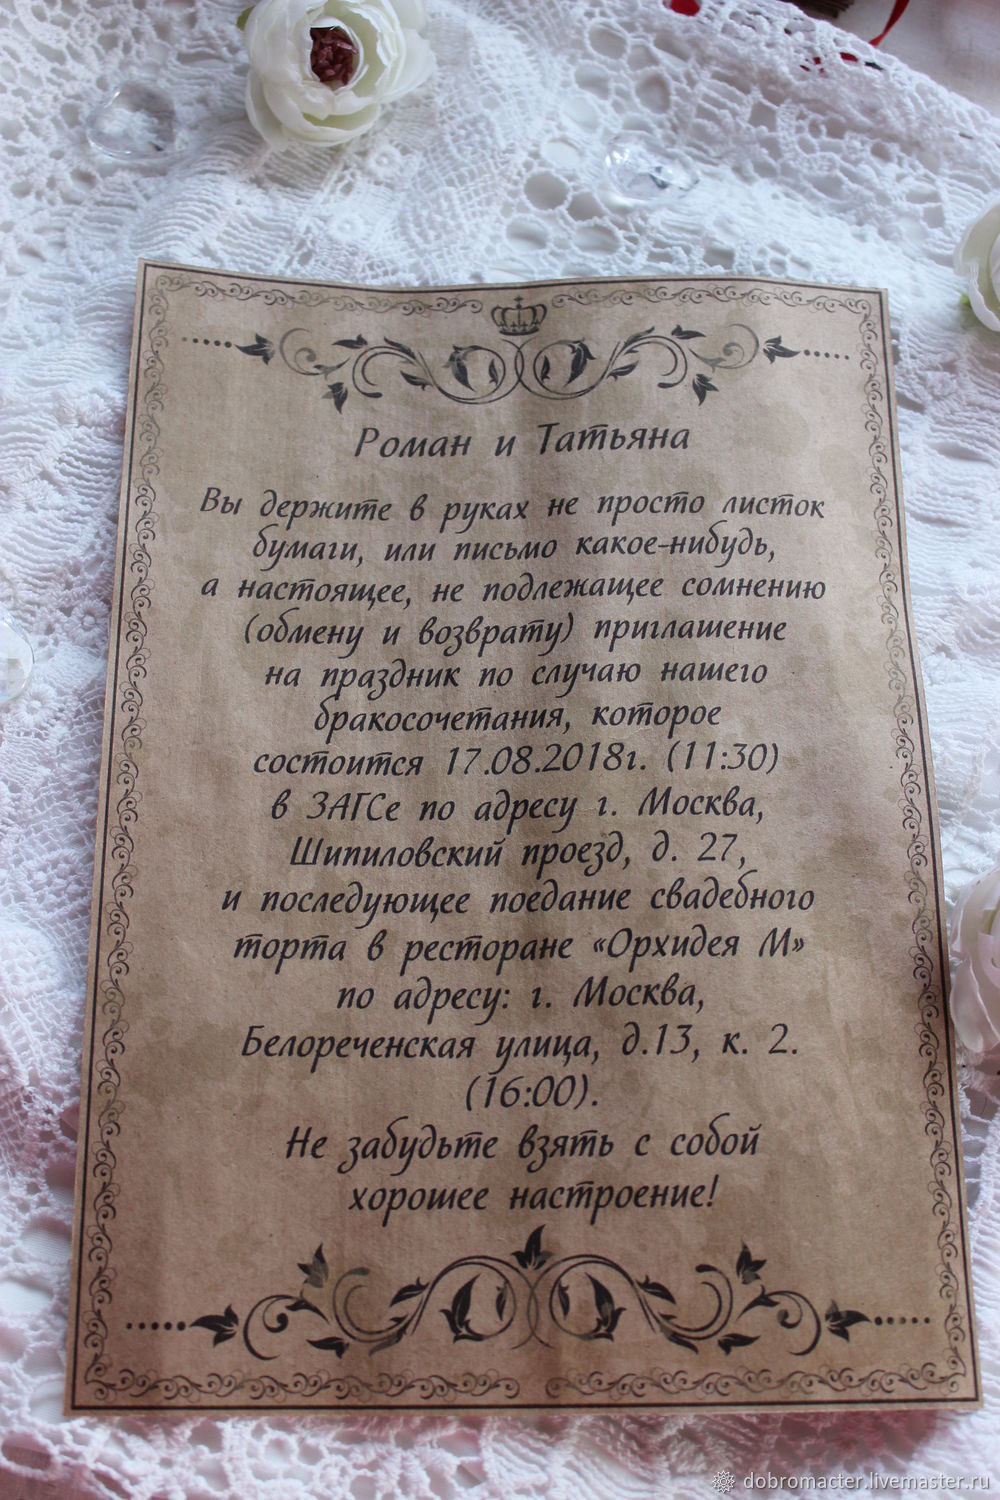 Роман и Татьяна
Вы держите в руках не просто листок
бумаги, или письмо какое-нибудь,
а настоящее, не подлежащее сомнению
(обмену и возврату) приглашение
на праздник по случаю нашего
бракосочетания, которое
состоится 17.08.2018г. (11:30)
в ЗАГСе по адресу г. Москва,
Шипиловский проезд, д. 27,
и последующее поедание свадебного
торта в ресторане «Орхидея М»
по адресу: г. Москва,
Белореченская улица, д.13, к. 2.
(16:00).
Не забудьте взять с собой
хорошее настроение!
dobromacter.livemaster.ru